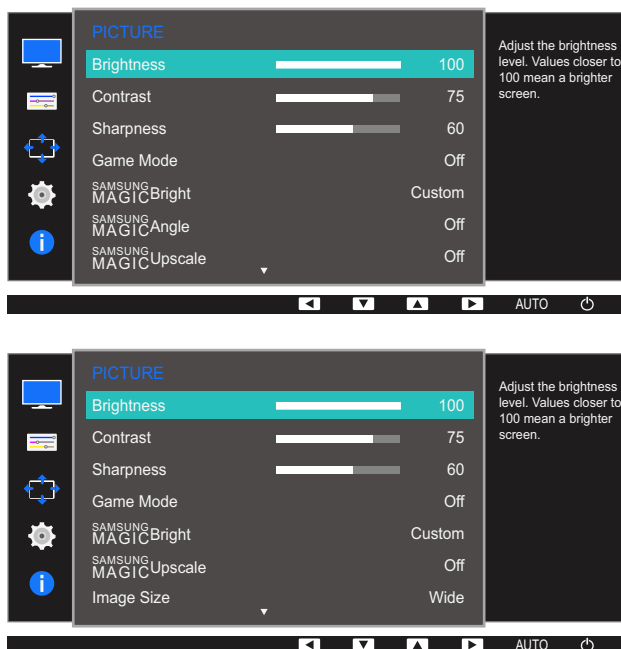 PICTURE
Brightness 100
Contrast 75
Sharpness 60
Game Mode Off
SAMSUNG MAGIC Bright Custom
SAMSUNG MAGIC Angle Off
SAMSUNG MAGIC Upscale Off
Adjust the brightness
level. Values closer to
100 mean a brighter
screen.
AUTO
PICTURE
Brightness 100
Contrast 75
Sharpness 60
Game Mode Off
SAMSUNG MAGIC Bright Custom
SAMSUNG MAGIC Upscale Off
Image Size Wide
Adjust the brightness
level. Values closer to
100 mean a brighter
screen.
AUTO